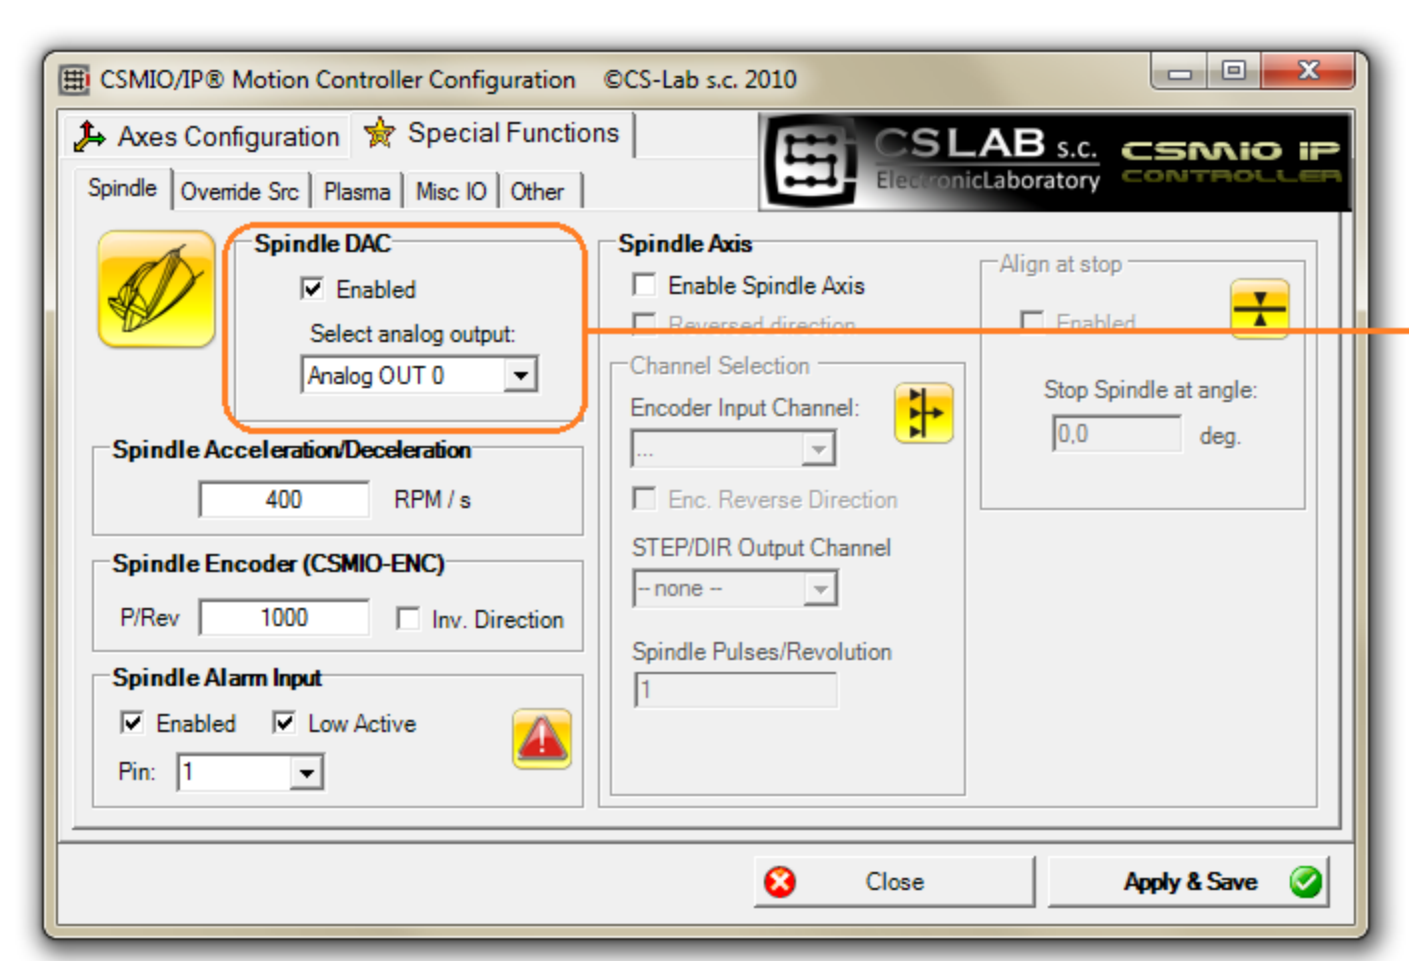 CSMIO/IP® Motion Controller Configuration ©CS-Lab s.c. 2010
Axes Configuration Special Functions
CSLAB s.c.
ElectronicLaboratory
CSMIO IP
CONTROLLER
Spindle Override Src Plasma Misc IO Other
Spindle DAC
Enabled
Select analog output:
Analog OUT 0
Spindle Acceleration/Deceleration
400 RPM / s
Spindle Encoder (CSMIO-ENC)
P/Rev 1000 Inv. Direction
Spindle Alarm Input
Enabled Low Active
Pin: 1
Spindle Axis
Enable Spindle Axis
Reversed direction
Channel Selection
Encoder Input Channel:
...
Enc. Reverse Direction
STEP/DIR Output Channel
-- none --
Spindle Pulses/Revolution
1
Align at stop
Enabled
Stop Spindle at angle:
0,0 deg.
Close Apply & Save